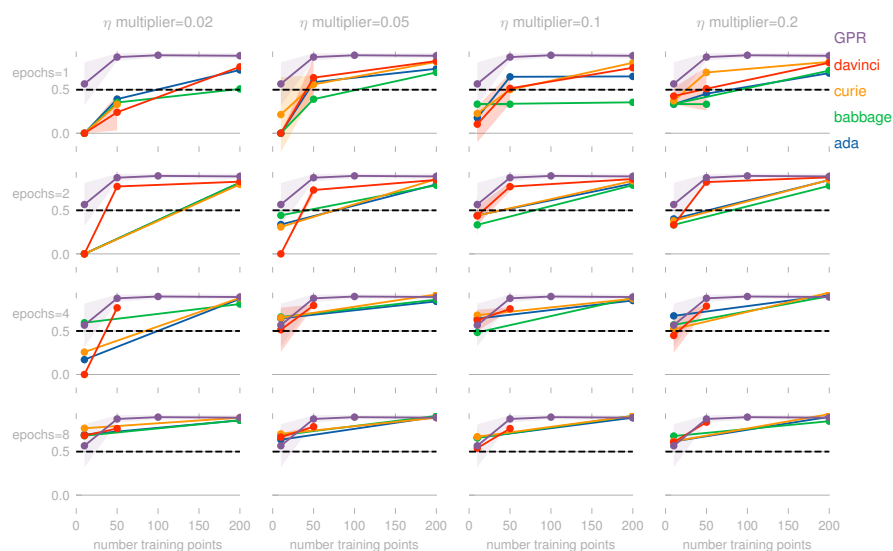 η multiplier=0.02 η multiplier=0.05 η multiplier=0.1 η multiplier=0.2
GPR
davinci
curie
babbage
ada
epochs=1
0.5
0.0
epochs=2
0.5
0.0
epochs=4
0.5
0.0
epochs=8
0.5
0.0
0 50 100 150 200 0 50 100 150 200 0 50 100 150 200 0 50 100 150 200
number training points number training points number training points number training points